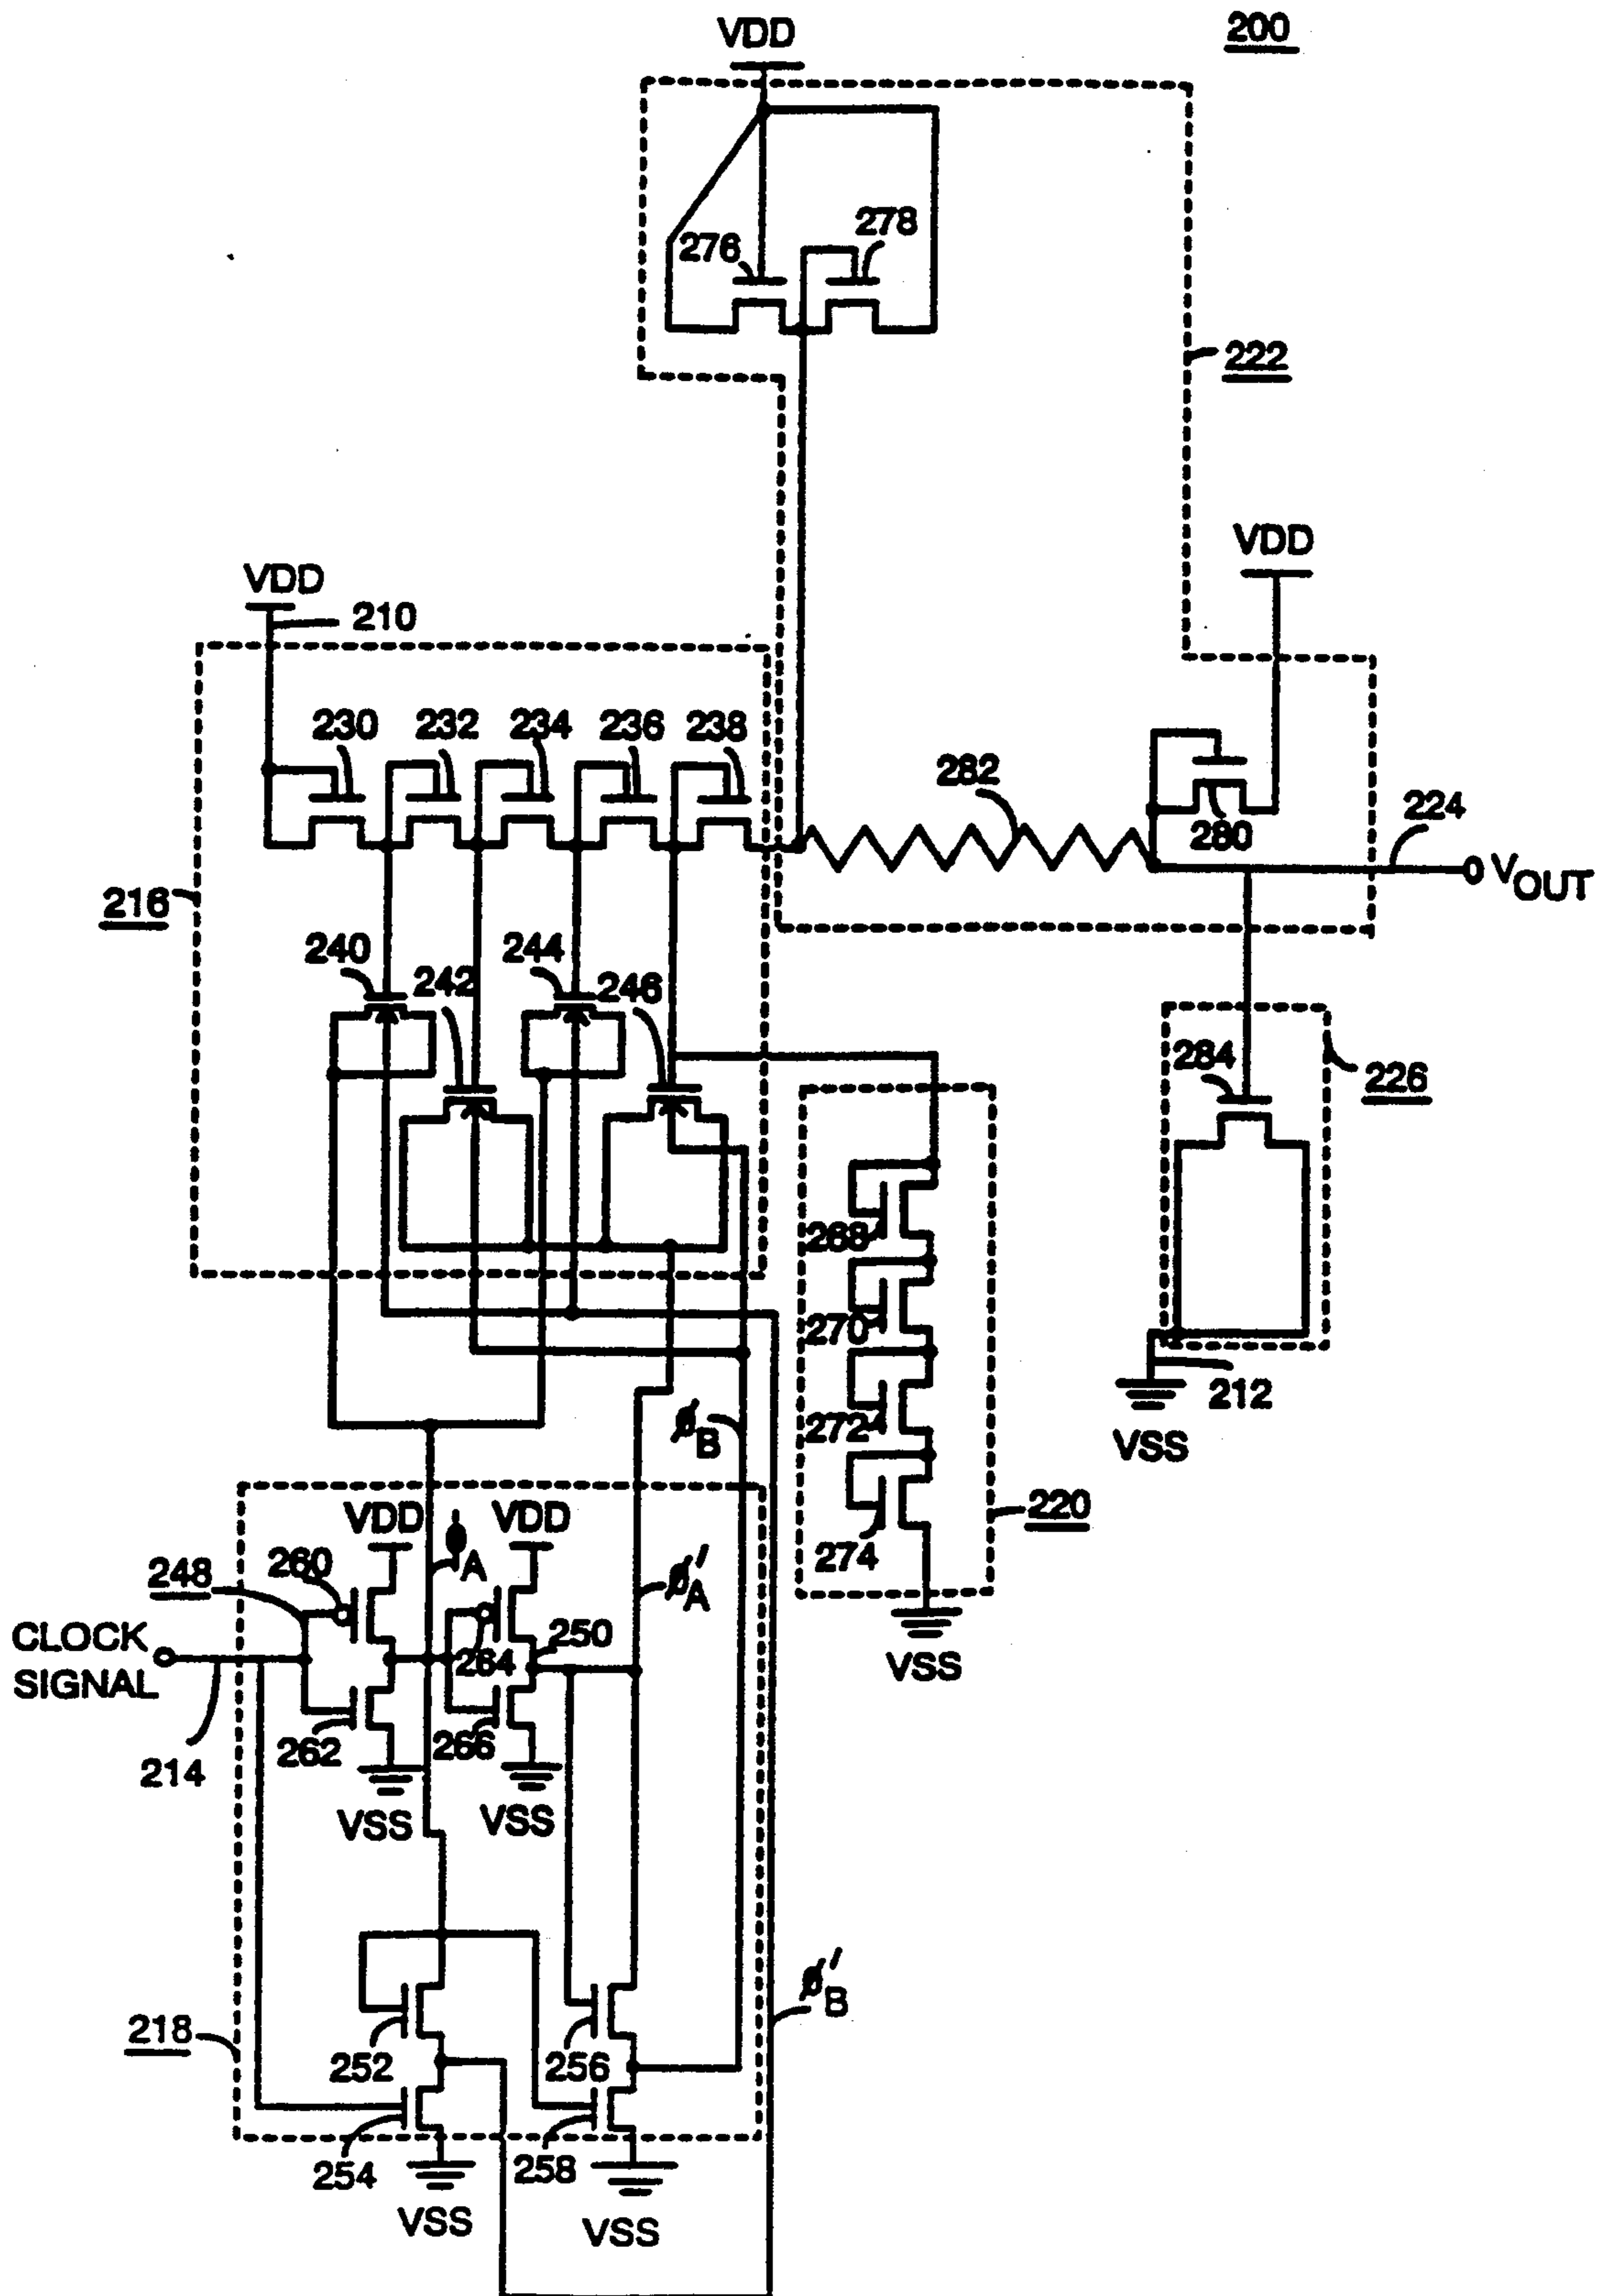 VDD
200
276
278
222
VDD
VDD
210
230
232
234
236
238
282
280
224
VOUT
216
240
242
244
246
284
226
268
270
272
274
220
VSS
212
VSS
ø B
VDD
VDD
ø A
ø' A
260
248
CLOCK SIGNAL
264
250
262
266
214
VSS
VSS
ø' B
218
252
256
254
258
VSS
VSS